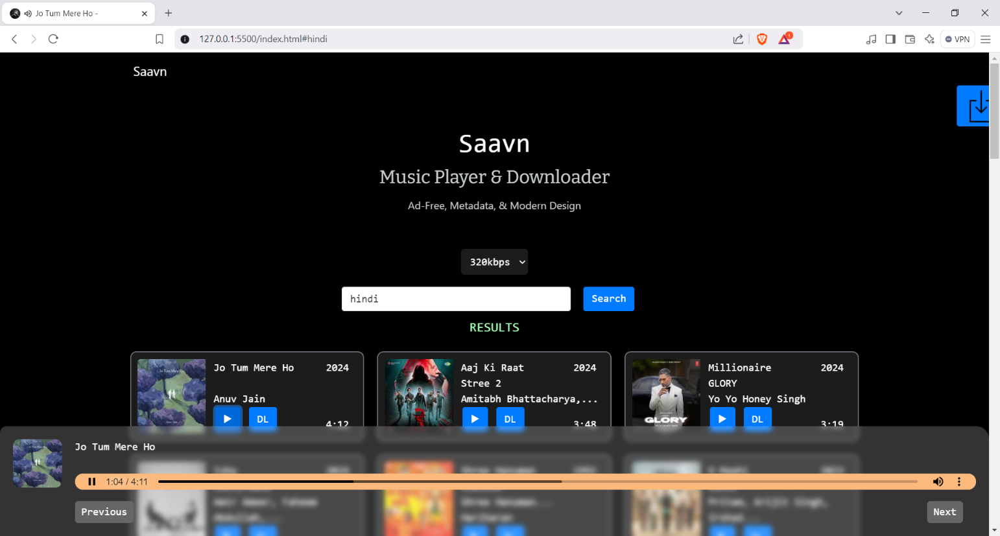 Jo Tum Mere Ho -
127.0.0.1:5500/index.html#hindi
1
VPN
Saavn
Saavn
Music Player & Downloader
Ad-Free, Metadata, & Modern Design
320kbps
hindi
Search
RESULTS
Jo Tum Mere Ho 2024
Anuv Jain
DL
4:12
Aaj Ki Raat 2024
Stree 2
Amitabh Bhattacharya,...
DL
3:48
Millionaire 2024
GLORY
Yo Yo Honey Singh
DL
3:19
GLORY
Jo Tum Mere Ho
1:04 / 4:11
Previous
Next